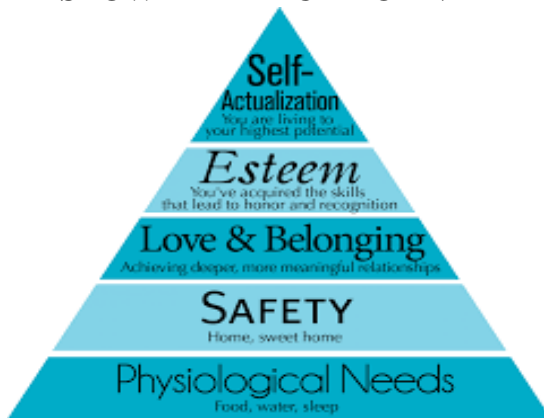 Self-
Actualization
You are living to
your highest potential
Esteem
You've acquired the skills
that lead to honor and recognition
Love & Belonging
Achieving deeper, more meaningful relationships
SAFETY
Home, sweet home
Physiological Needs
Food, water, sleep